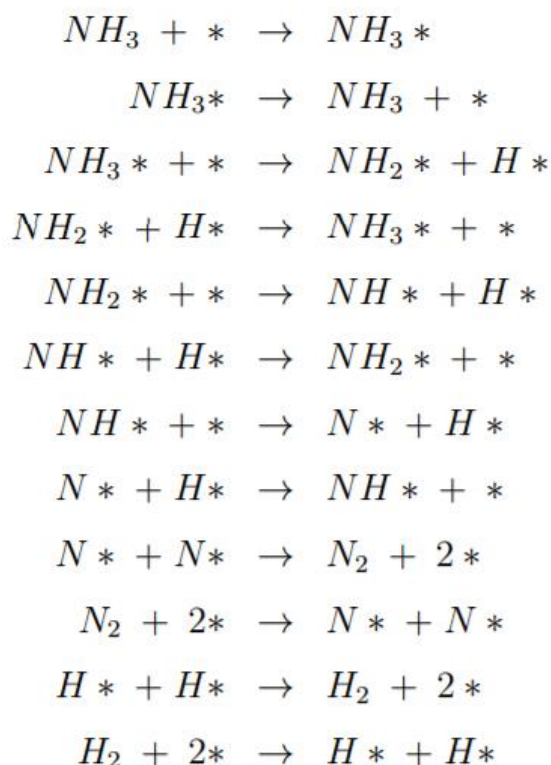 NH₃ + * → NH₃ *
NH₃* → NH₃ + *
NH₃ * + * → NH₂ * + H *
NH₂ * + H* → NH₃ * + *
NH₂ * + * → NH * + H *
NH * + H* → NH₂ * + *
NH * + * → N * + H *
N * + H* → NH * + *
N * + N* → N₂ + 2 *
N₂ + 2* → N * + N *
H * + H* → H₂ + 2 *
H₂ + 2* → H * + H*